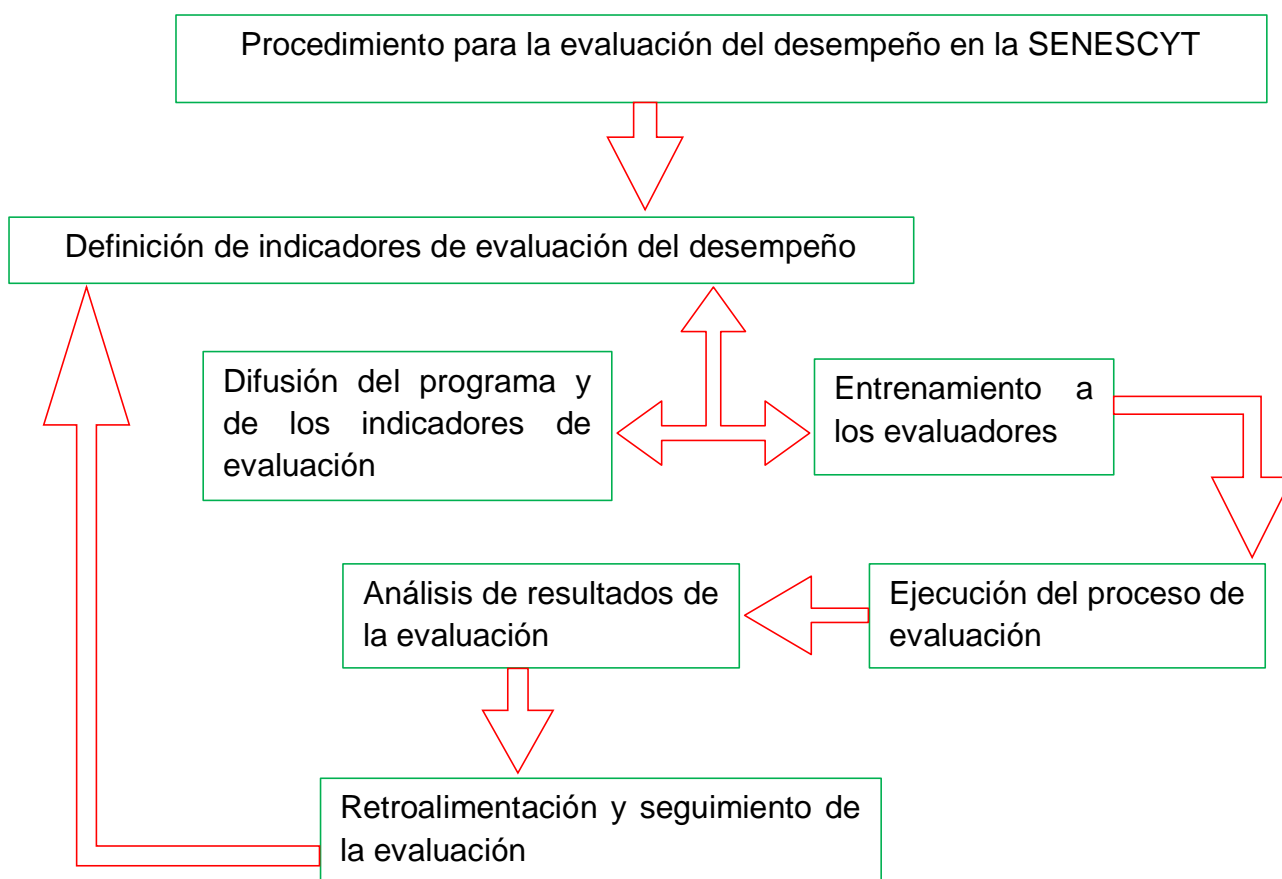 Procedimiento para la evaluación del desempeño en la SENESCYT
Definición de indicadores de evaluación del desempeño
Difusión del programa y
de los indicadores de
evaluación
Entrenamiento a
los evaluadores
Análisis de resultados de
la evaluación
Ejecución del proceso de
evaluación
Retroalimentación y seguimiento de
la evaluación